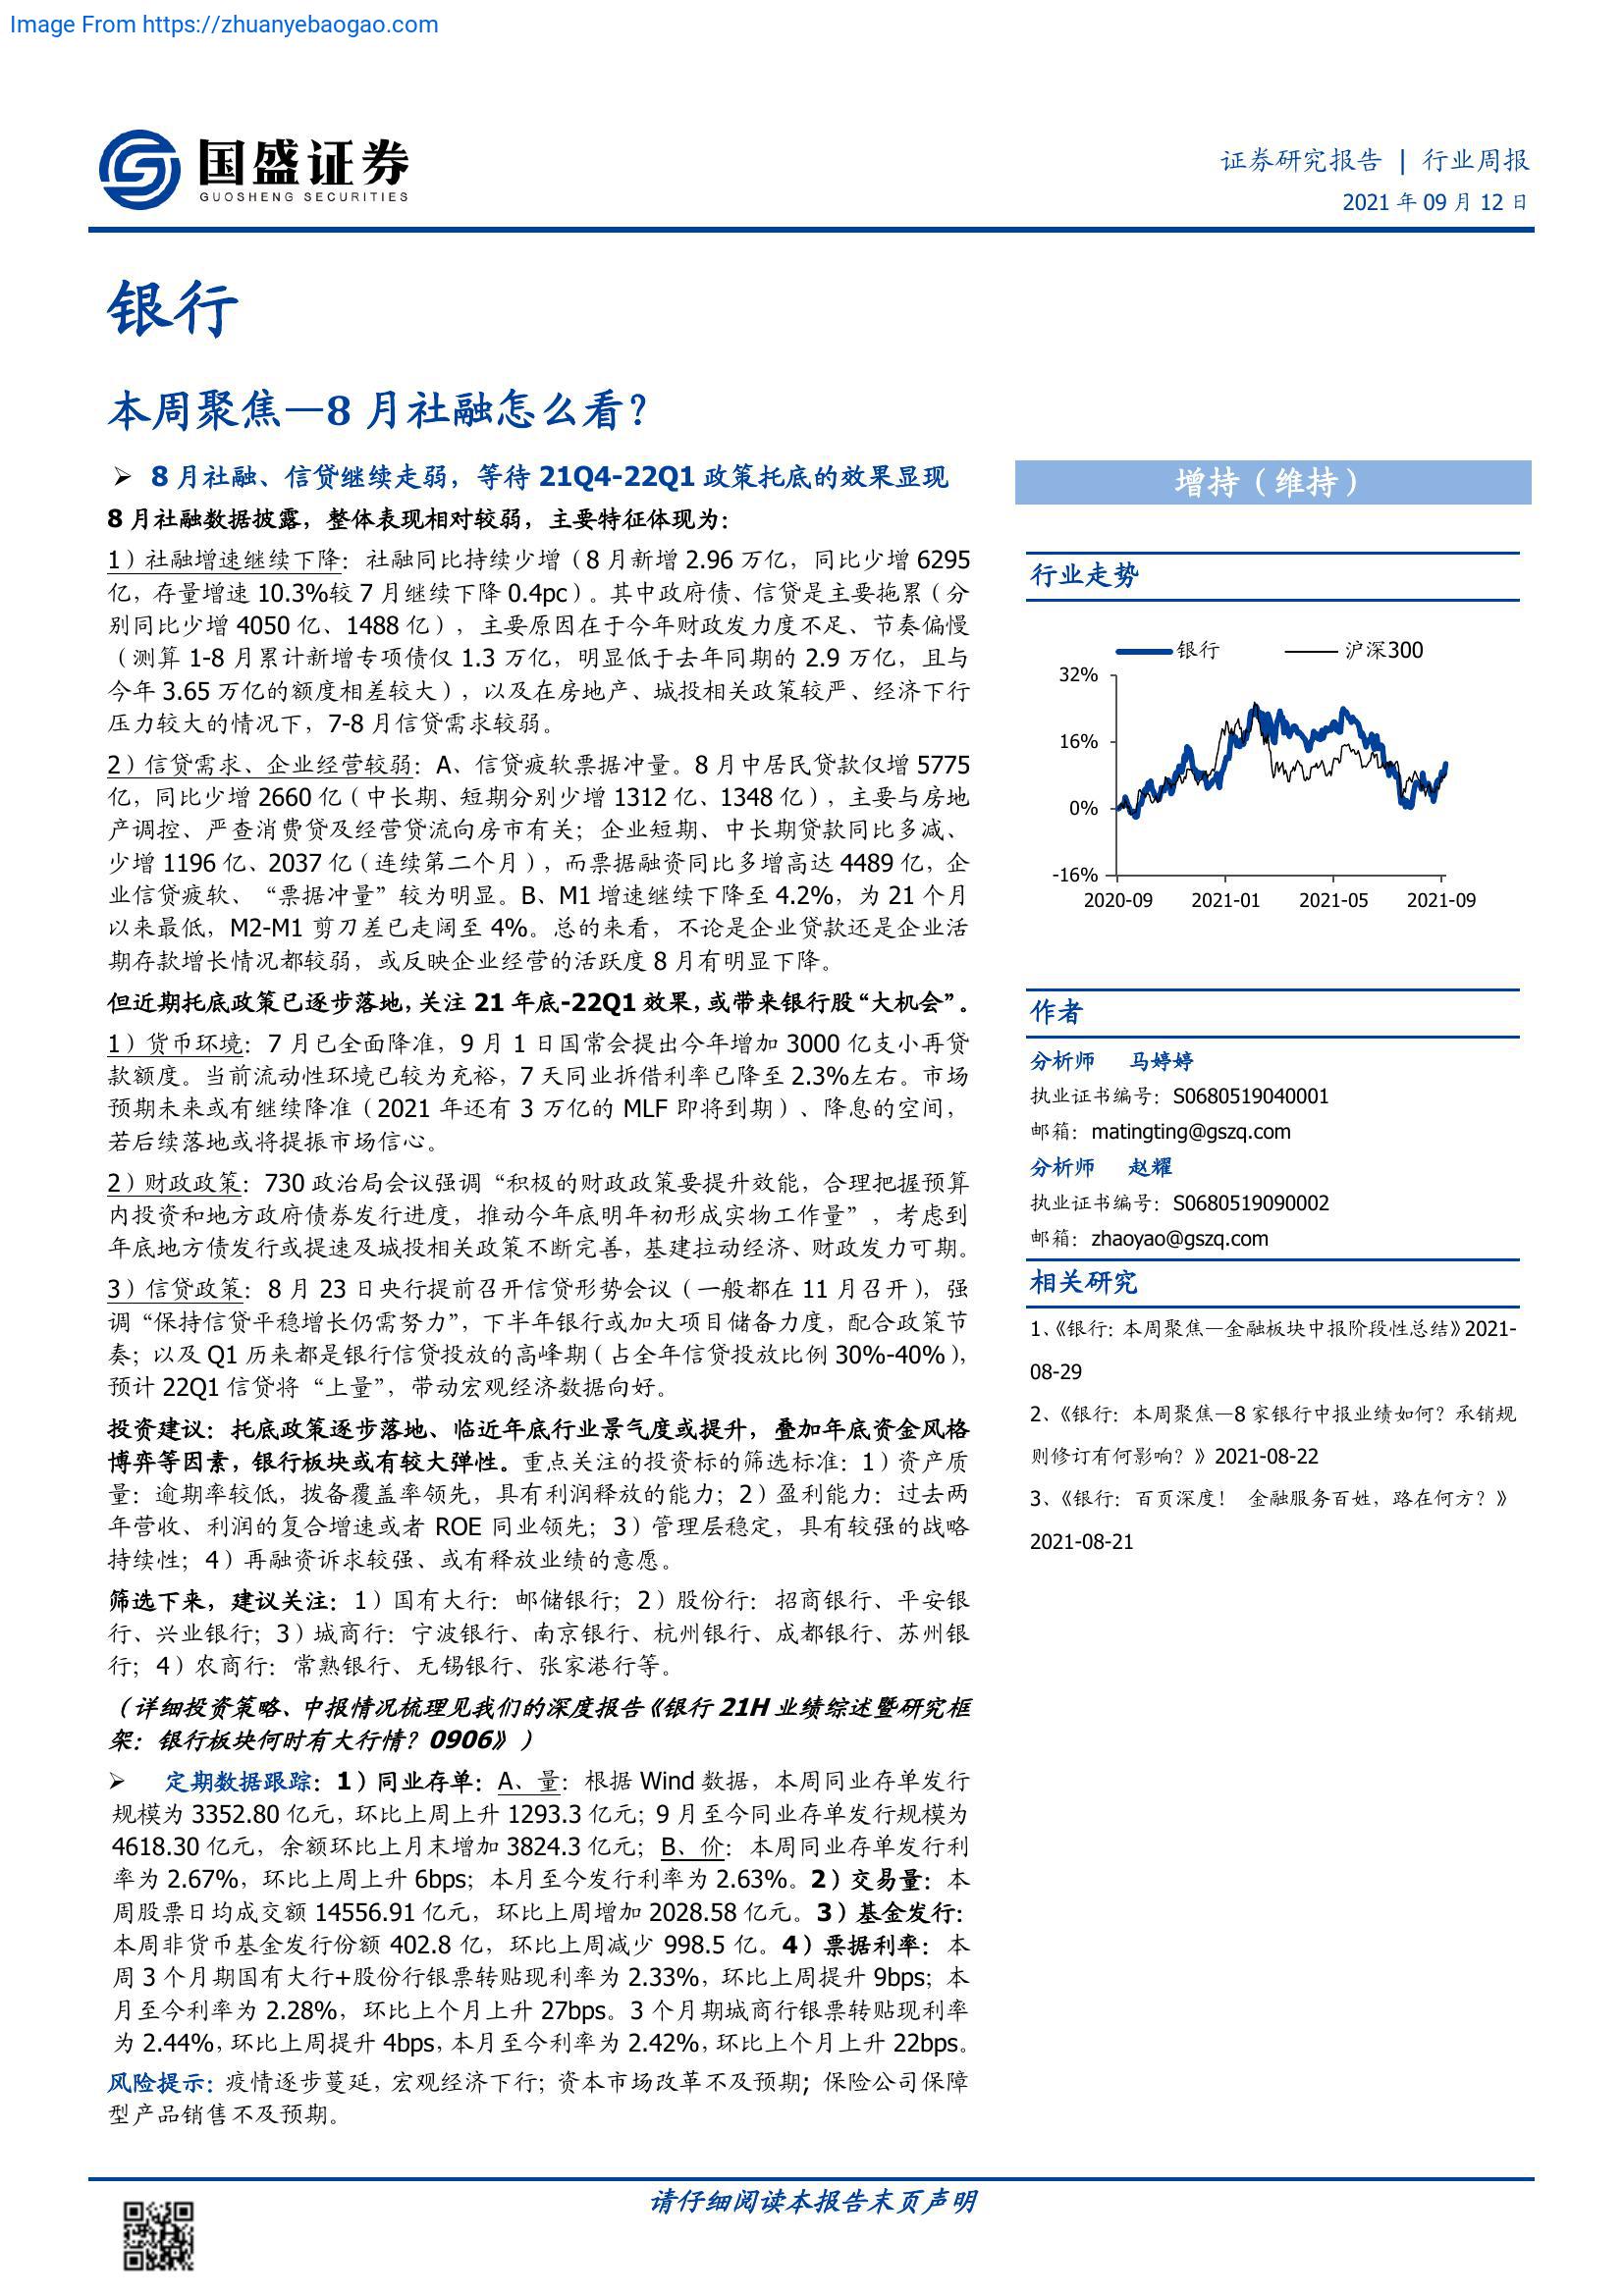 Image From https://zhuanyebaogao.com
国盛证券
GUOSHENG SECURITIES
证券研究报告 | 行业周报
2021 年 09 月 12 日
银行
本周聚焦—8 月社融怎么看？
➢ 8 月社融、信贷继续走弱，等待 21Q4-22Q1 政策托底的效果显现
8 月社融数据披露，整体表现相对较弱，主要特征体现为：
1）社融增速继续下降：社融同比持续少增（8 月新增 2.96 万亿，同比少增 6295
亿，存量增速 10.3%较 7 月继续下降 0.4pc）。其中政府债、信贷是主要拖累（分
别同比少增 4050 亿、1488 亿），主要原因在于今年财政发力度不足、节奏偏慢
（测算 1-8 月累计新增专项债仅 1.3 万亿，明显低于去年同期的 2.9 万亿，且与
今年 3.65 万亿的额度相差较大），以及在房地产、城投相关政策较严、经济下行
压力较大的情况下，7-8 月信贷需求较弱。
2）信贷需求、企业经营较弱：A、信贷疲软票据冲量。8 月中居民贷款仅增 5775
亿，同比少增 2660 亿（中长期、短期分别少增 1312 亿、1348 亿），主要与房地
产调控、严查消费贷及经营贷流向房市有关；企业短期、中长期贷款同比多减、
少增 1196 亿、2037 亿（连续第二个月），而票据融资同比多增高达 4489 亿，企
业信贷疲软、“票据冲量”较为明显。B、M1 增速继续下降至 4.2%，为 21 个月
以来最低，M2-M1 剪刀差已走阔至 4%。总的来看，不论是企业贷款还是企业活
期存款增长情况都较弱，或反映企业经营的活跃度 8 月有明显下降。
但近期托底政策已逐步落地，关注 21 年底-22Q1 效果，或带来银行股“大机会”。
1）货币环境：7 月已全面降准，9 月 1 日国常会提出今年增加 3000 亿支小再贷
款额度。当前流动性环境已较为充裕，7 天同业拆借利率已降至 2.3%左右。市场
预期未来或有继续降准（2021 年还有 3 万亿的 MLF 即将到期）、降息的空间，
若后续落地或将提振市场信心。
2）财政政策：730 政治局会议强调“积极的财政政策要提升效能，合理把握预算
内投资和地方政府债券发行进度，推动今年底明年初形成实物工作量”，考虑到
年底地方债发行或提速及城投相关政策不断完善，基建拉动经济、财政发力可期。
3）信贷政策：8 月 23 日央行提前召开信贷形势会议（一般都在 11 月召开），强
调“保持信贷平稳增长仍需努力”，下半年银行或加大项目储备力度，配合政策节
奏；以及 Q1 历来都是银行信贷投放的高峰期（占全年信贷投放比例 30%-40%），
预计 22Q1 信贷将“上量”，带动宏观经济数据向好。
投资建议：托底政策逐步落地、临近年底行业景气度或提升，叠加年底资金风格
博弈等因素，银行板块或有较大弹性。重点关注的投资标的筛选标准：1）资产质
量：逾期率较低，拨备覆盖率领先，具有利润释放的能力；2）盈利能力：过去两
年营收、利润的复合增速或者 ROE 同业领先；3）管理层稳定，具有较强的战略
持续性；4）再融资诉求较强、或有释放业绩的意愿。
筛选下来，建议关注：1）国有大行：邮储银行；2）股份行：招商银行、平安银
行、兴业银行；3）城商行：宁波银行、南京银行、杭州银行、成都银行、苏州银
行；4）农商行：常熟银行、无锡银行、张家港行等。
（详细投资策略、中报情况梳理见我们的深度报告《银行 21H 业绩综述暨研究框
架：银行板块何时有大行情？0906》）
➢ 定期数据跟踪：1）同业存单：A、量：根据 Wind 数据，本周同业存单发行
规模为 3352.80 亿元，环比上周上升 1293.3 亿元；9 月至今同业存单发行规模为
4618.30 亿元，余额环比上月末增加 3824.3 亿元；B、价：本周同业存单发行利
率为 2.67%，环比上周上升 6bps；本月至今发行利率为 2.63%。2）交易量：本
周股票日均成交额 14556.91 亿元，环比上周增加 2028.58 亿元。3）基金发行：
本周非货币基金发行份额 402.8 亿，环比上周减少 998.5 亿。4）票据利率：本
周 3 个月期国有大行+股份行银票转贴现利率为 2.33%，环比上周提升 9bps；本
月至今利率为 2.28%，环比上个月上升 27bps。3 个月期城商行银票转贴现利率
为 2.44%，环比上周提升 4bps，本月至今利率为 2.42%，环比上个月上升 22bps。
风险提示：疫情逐步蔓延，宏观经济下行；资本市场改革不及预期；保险公司保障
型产品销售不及预期。
增持（维持）
行业走势
银行 沪深300
32%
16%
0%
-16%
2020-09 2021-01 2021-05 2021-09
作者
分析师 马婷婷
执业证书编号：S0680519040001
邮箱：matingting@gszq.com
分析师 赵耀
执业证书编号：S0680519090002
邮箱：zhaoyao@gszq.com
相关研究
1、《银行：本周聚焦—金融板块中报阶段性总结》2021-
08-29
2、《银行：本周聚焦—8 家银行中报业绩如何？承销规
则修订有何影响？》2021-08-22
3、《银行：百页深度！ 金融服务百姓，路在何方？》
2021-08-21
请仔细阅读本报告末页声明